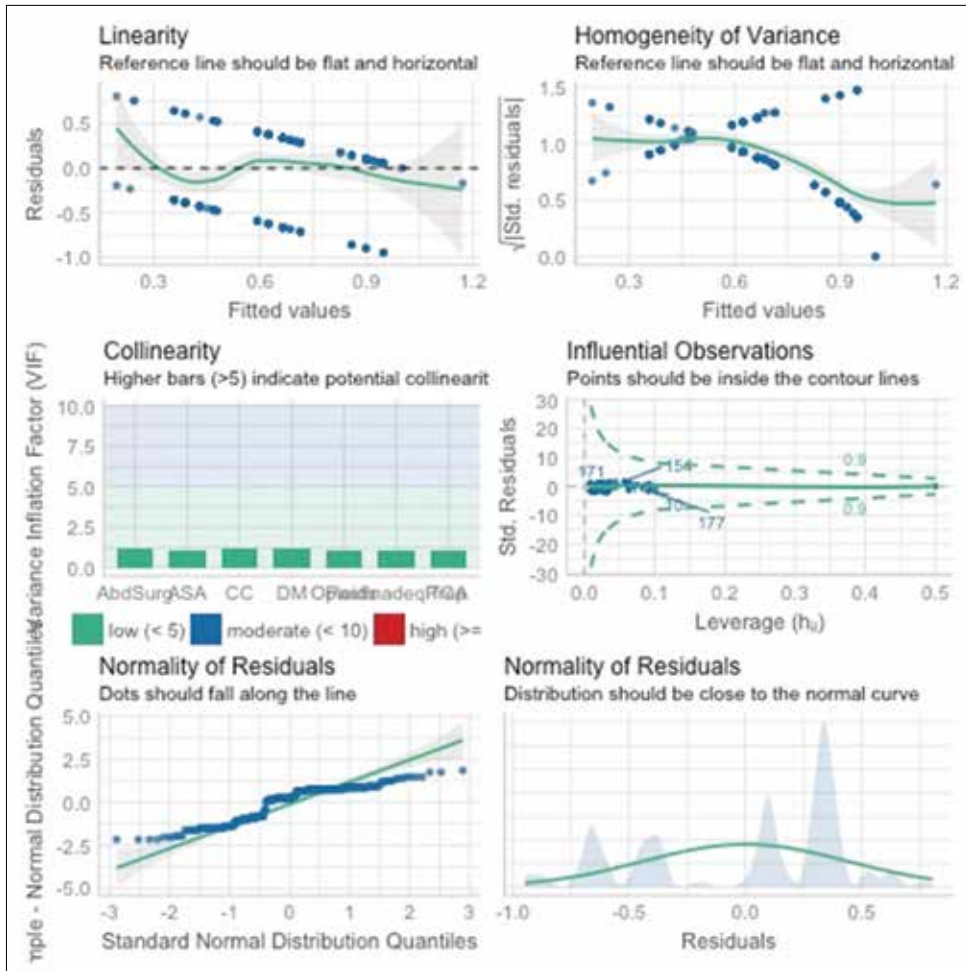 Linearity
Reference line should be flat and horizontal
Residuals
0.5
0.0
-0.5
-1.0
0.3 0.6 0.9 1.2
Fitted values
Homogeneity of Variance
Reference line should be flat and horizontal
√|Std. residuals|
1.5
1.0
0.5
0.0
0.3 0.6 0.9 1.2
Fitted values
Collinearity
Higher bars (>5) indicate potential collinearit
Variance Inflation Factor (VIF)
10.0
7.5
5.0
2.5
0.0
AbdSurg ASA CC DM
low (< 5) moderate (< 10) high (>=
Influential Observations
Points should be inside the contour lines
Std. Residuals
30
20
10
0
-10
-20
-30
171
154
0.9
177
0.9
0.0 0.1 0.2 0.3 0.4 0.5
Leverage (hᵢᵢ)
Normality of Residuals
Dots should fall along the line
mple - Normal Distribution Quantiles
5.0
2.5
0.0
-2.5
-5.0
-3 -2 -1 0 1 2 3
Standard Normal Distribution Quantiles
Normality of Residuals
Distribution should be close to the normal curve
-1.0 -0.5 0.0 0.5
Residuals